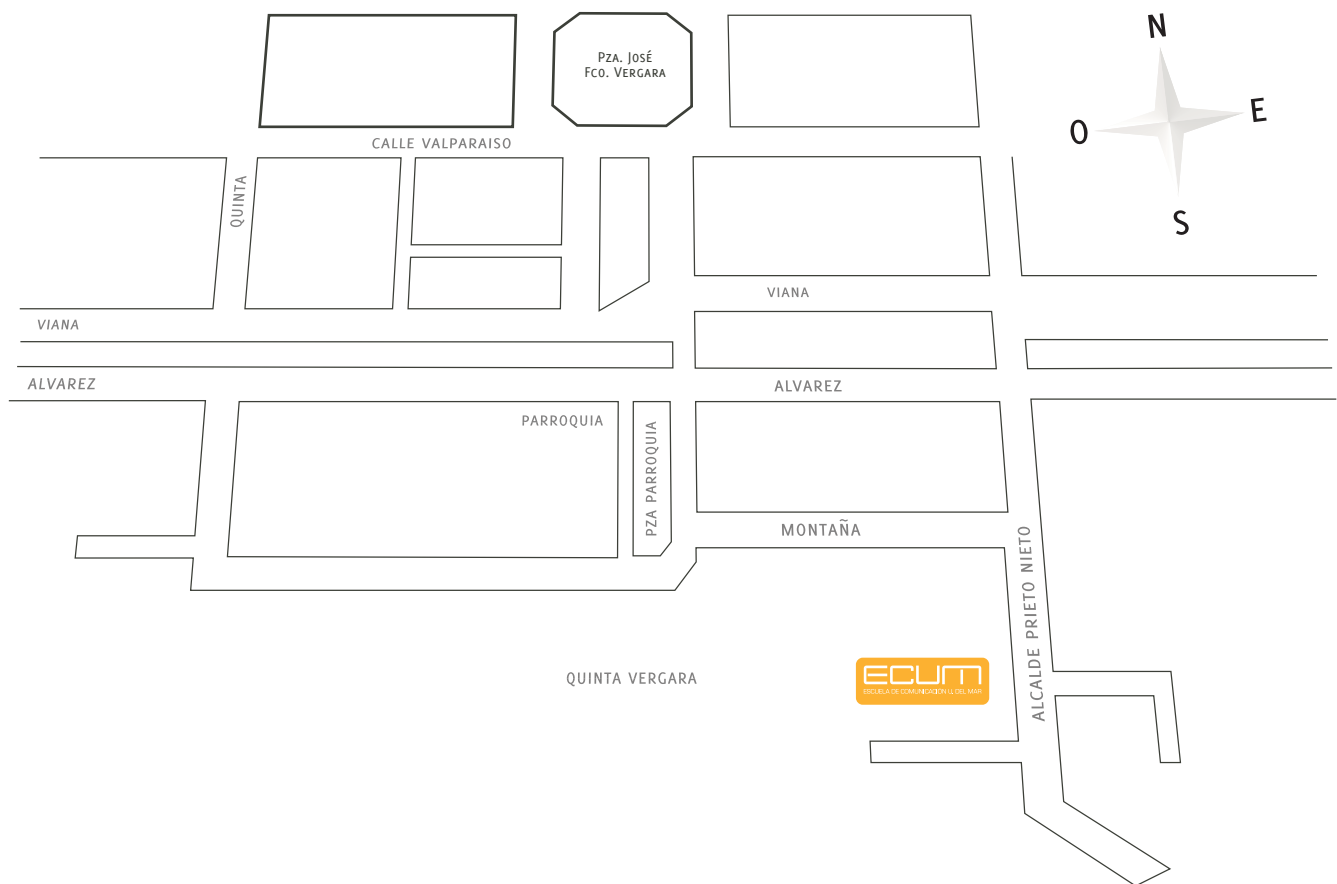 N
PZA. JOSÉ
FCO. VERGARA
E
O
CALLE VALPARAISO
QUINTA
S
VIANA
VIANA
ALVAREZ
ALVAREZ
PARROQUIA
PZA PARROQUIA
MONTAÑA
ALCALDE PRIETO NIETO
QUINTA VERGARA
ECUM
ESCUELA DE COMUNICACIÓN U. DEL MAR